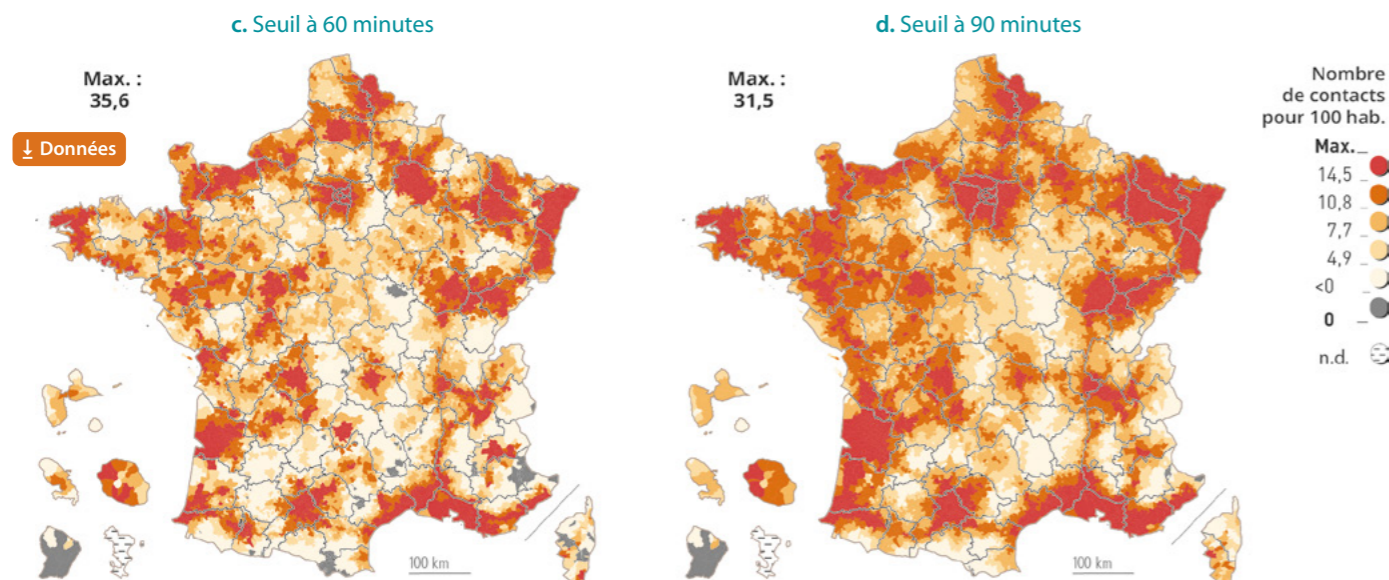 c. Seuil à 60 minutes
Max. :
35,6
Données
100 km
d. Seuil à 90 minutes
Max. :
31,5
100 km
Nombre
de contacts
pour 100 hab.
Max.
14,5
10,8
7,7
4,9
<0
0
n.d.